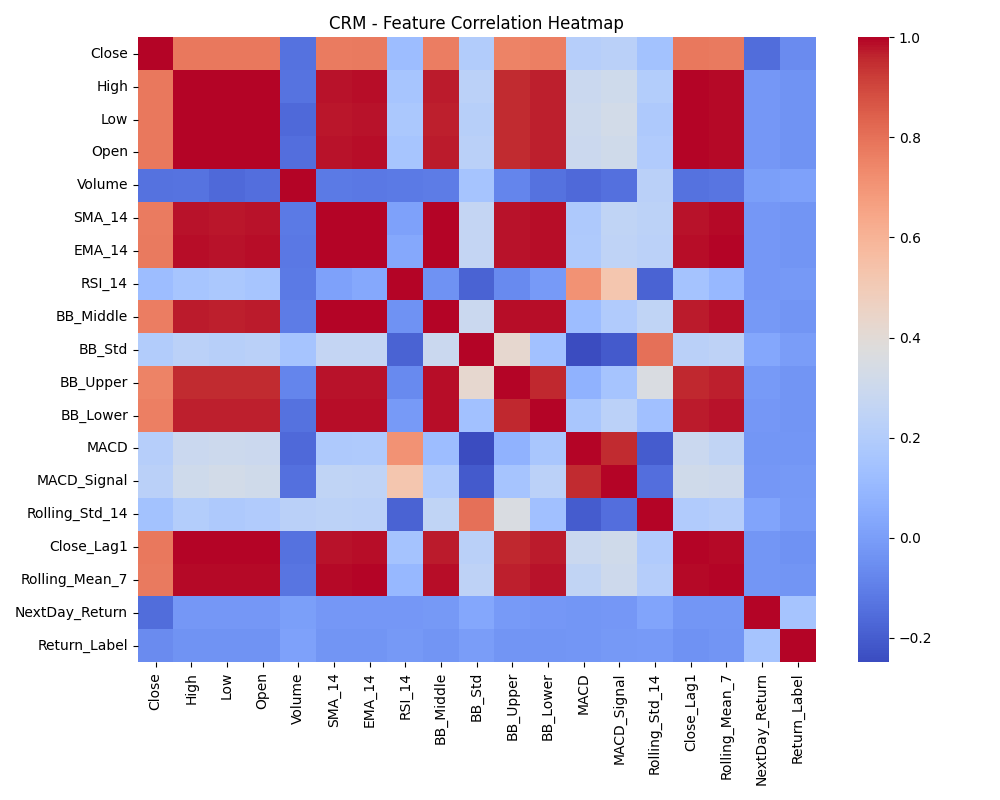 CRM - Feature Correlation Heatmap
Close
High
Low
Open
Volume
SMA_14
EMA_14
RSI_14
BB_Middle
BB_Std
BB_Upper
BB_Lower
MACD
MACD_Signal
Rolling_Std_14
Close_Lag1
Rolling_Mean_7
NextDay_Return
Return_Label
Close
High
Low
Open
Volume
SMA_14
EMA_14
RSI_14
BB_Middle
BB_Std
BB_Upper
BB_Lower
MACD
MACD_Signal
Rolling_Std_14
Close_Lag1
Rolling_Mean_7
NextDay_Return
Return_Label
1.0
0.8
0.6
0.4
0.2
0.0
−0.2